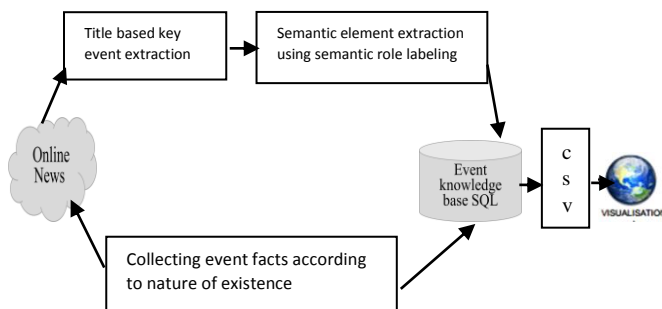 Title based key
event extraction
Semantic element extraction
using semantic role labeling
Online
News
Event
knowledge
base SQL
c
s
v
VISUALISATION
Collecting event facts according
to nature of existence